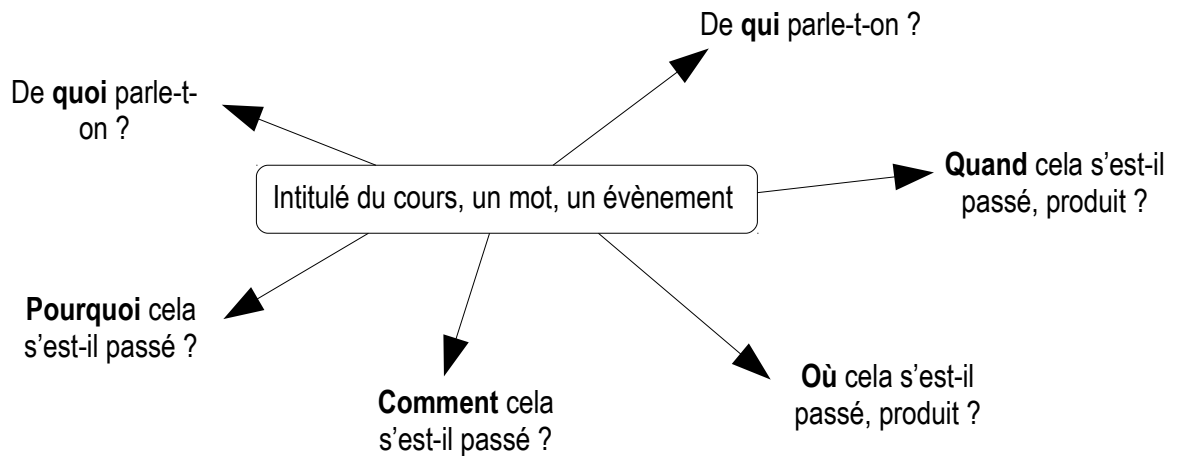 De qui parle-t-on ?
De quoi parle-t-
on ?
Intitulé du cours, un mot, un évènement
Quand cela s’est-il
passé, produit ?
Pourquoi cela
s’est-il passé ?
Comment cela
s’est-il passé ?
Où cela s’est-il
passé, produit ?